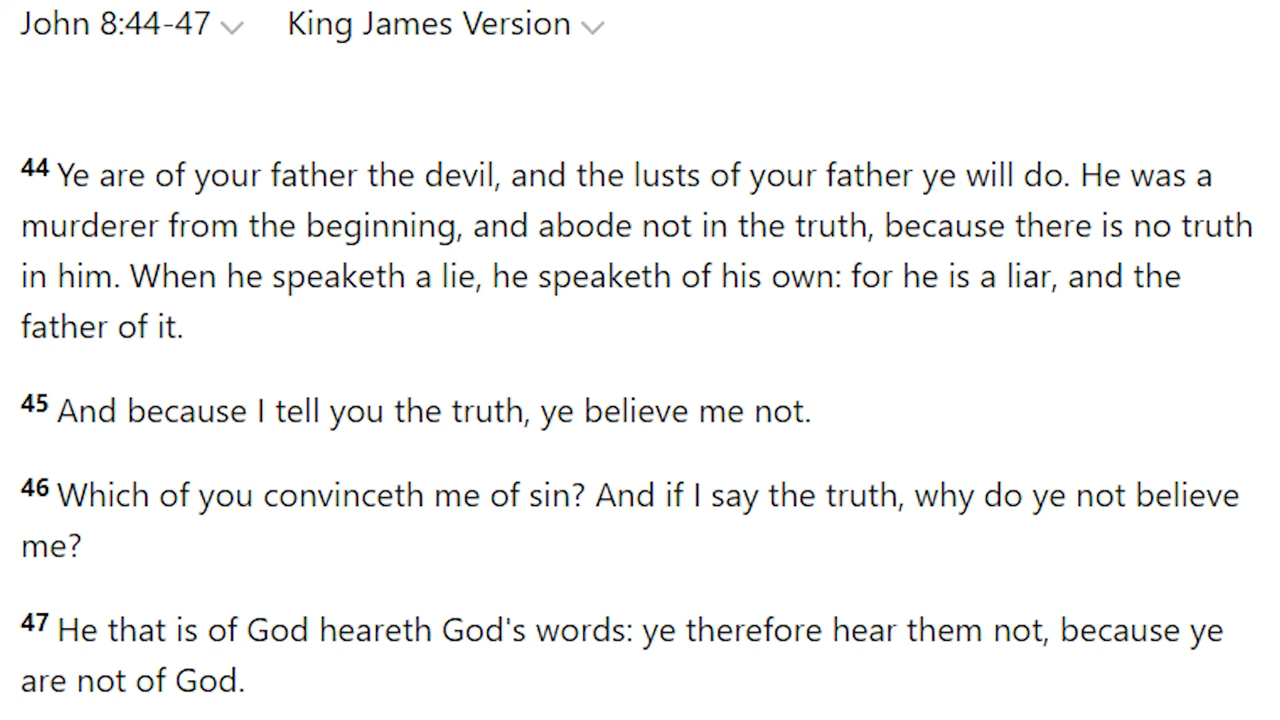 John 8:44-47 King James Version
44 Ye are of your father the devil, and the lusts of your father ye will do. He was a
murderer from the beginning, and abode not in the truth, because there is no truth
in him. When he speaketh a lie, he speaketh of his own: for he is a liar, and the
father of it.
45 And because I tell you the truth, ye believe me not.
46 Which of you convinceth me of sin? And if I say the truth, why do ye not believe
me?
47 He that is of God heareth God's words: ye therefore hear them not, because ye
are not of God.